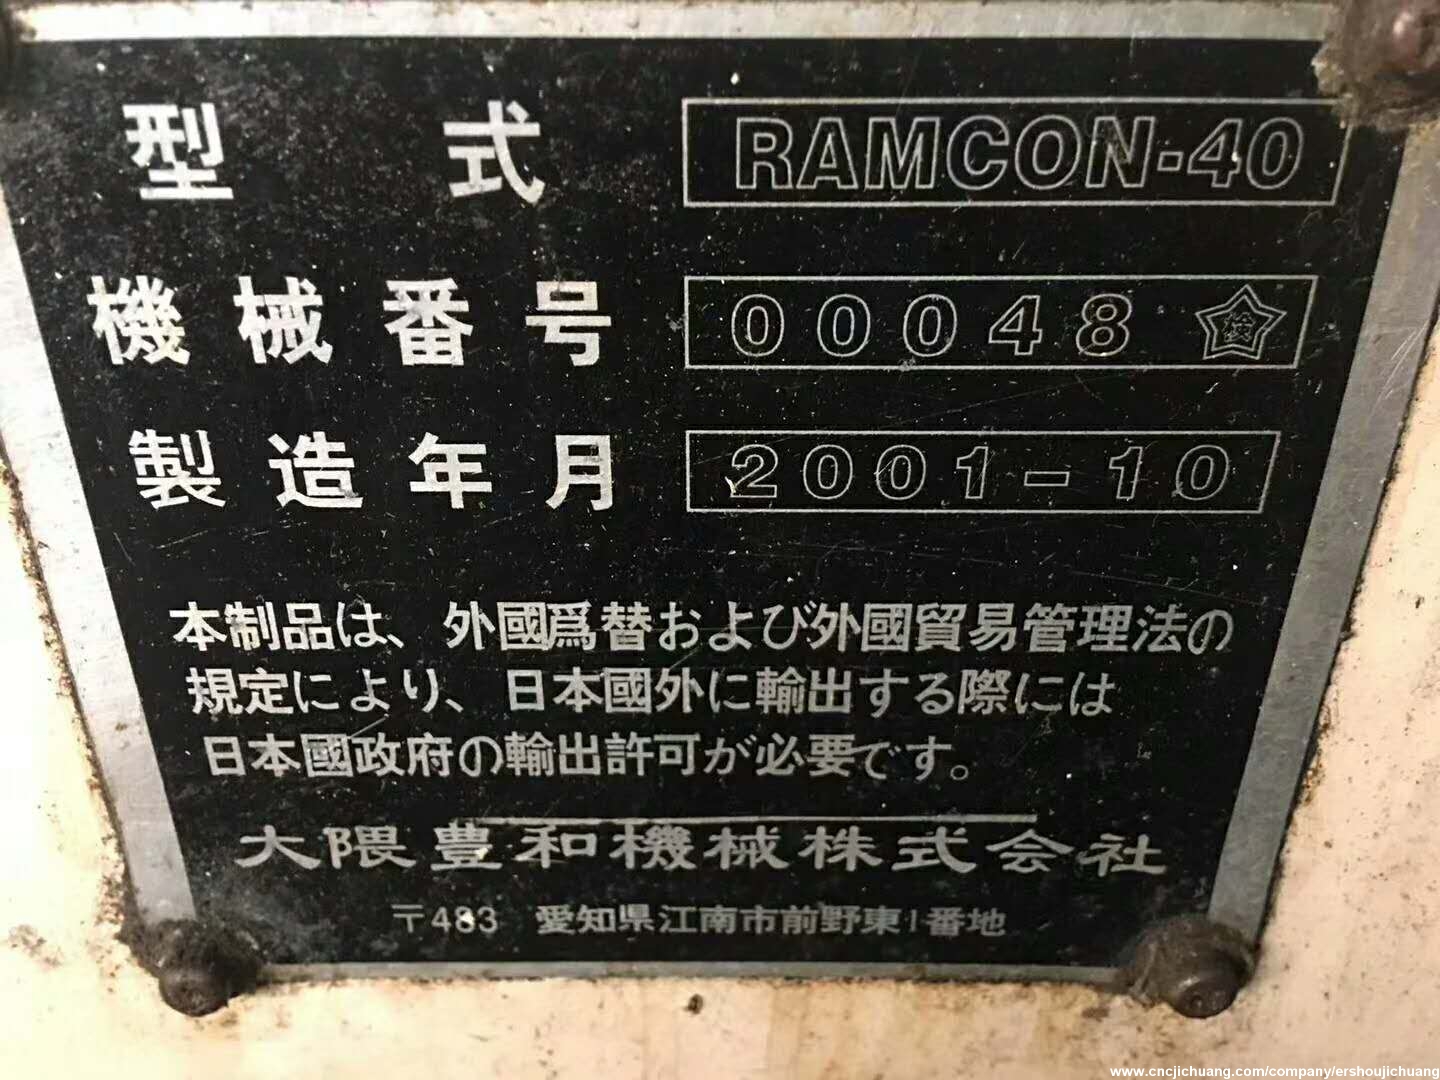 型式 RAMCON-40
機械番号 00048 検
製造年月 2001-10
本制品は、外國爲替および外國貿易管理法の
規定により、日本國外に輸出する際には
日本國政府の輸出許可が必要です。
大隈豊和機械株式会社
〒483 愛知県江南市前野東1番地
www.cncjichuang.com/company/ershoujichuang